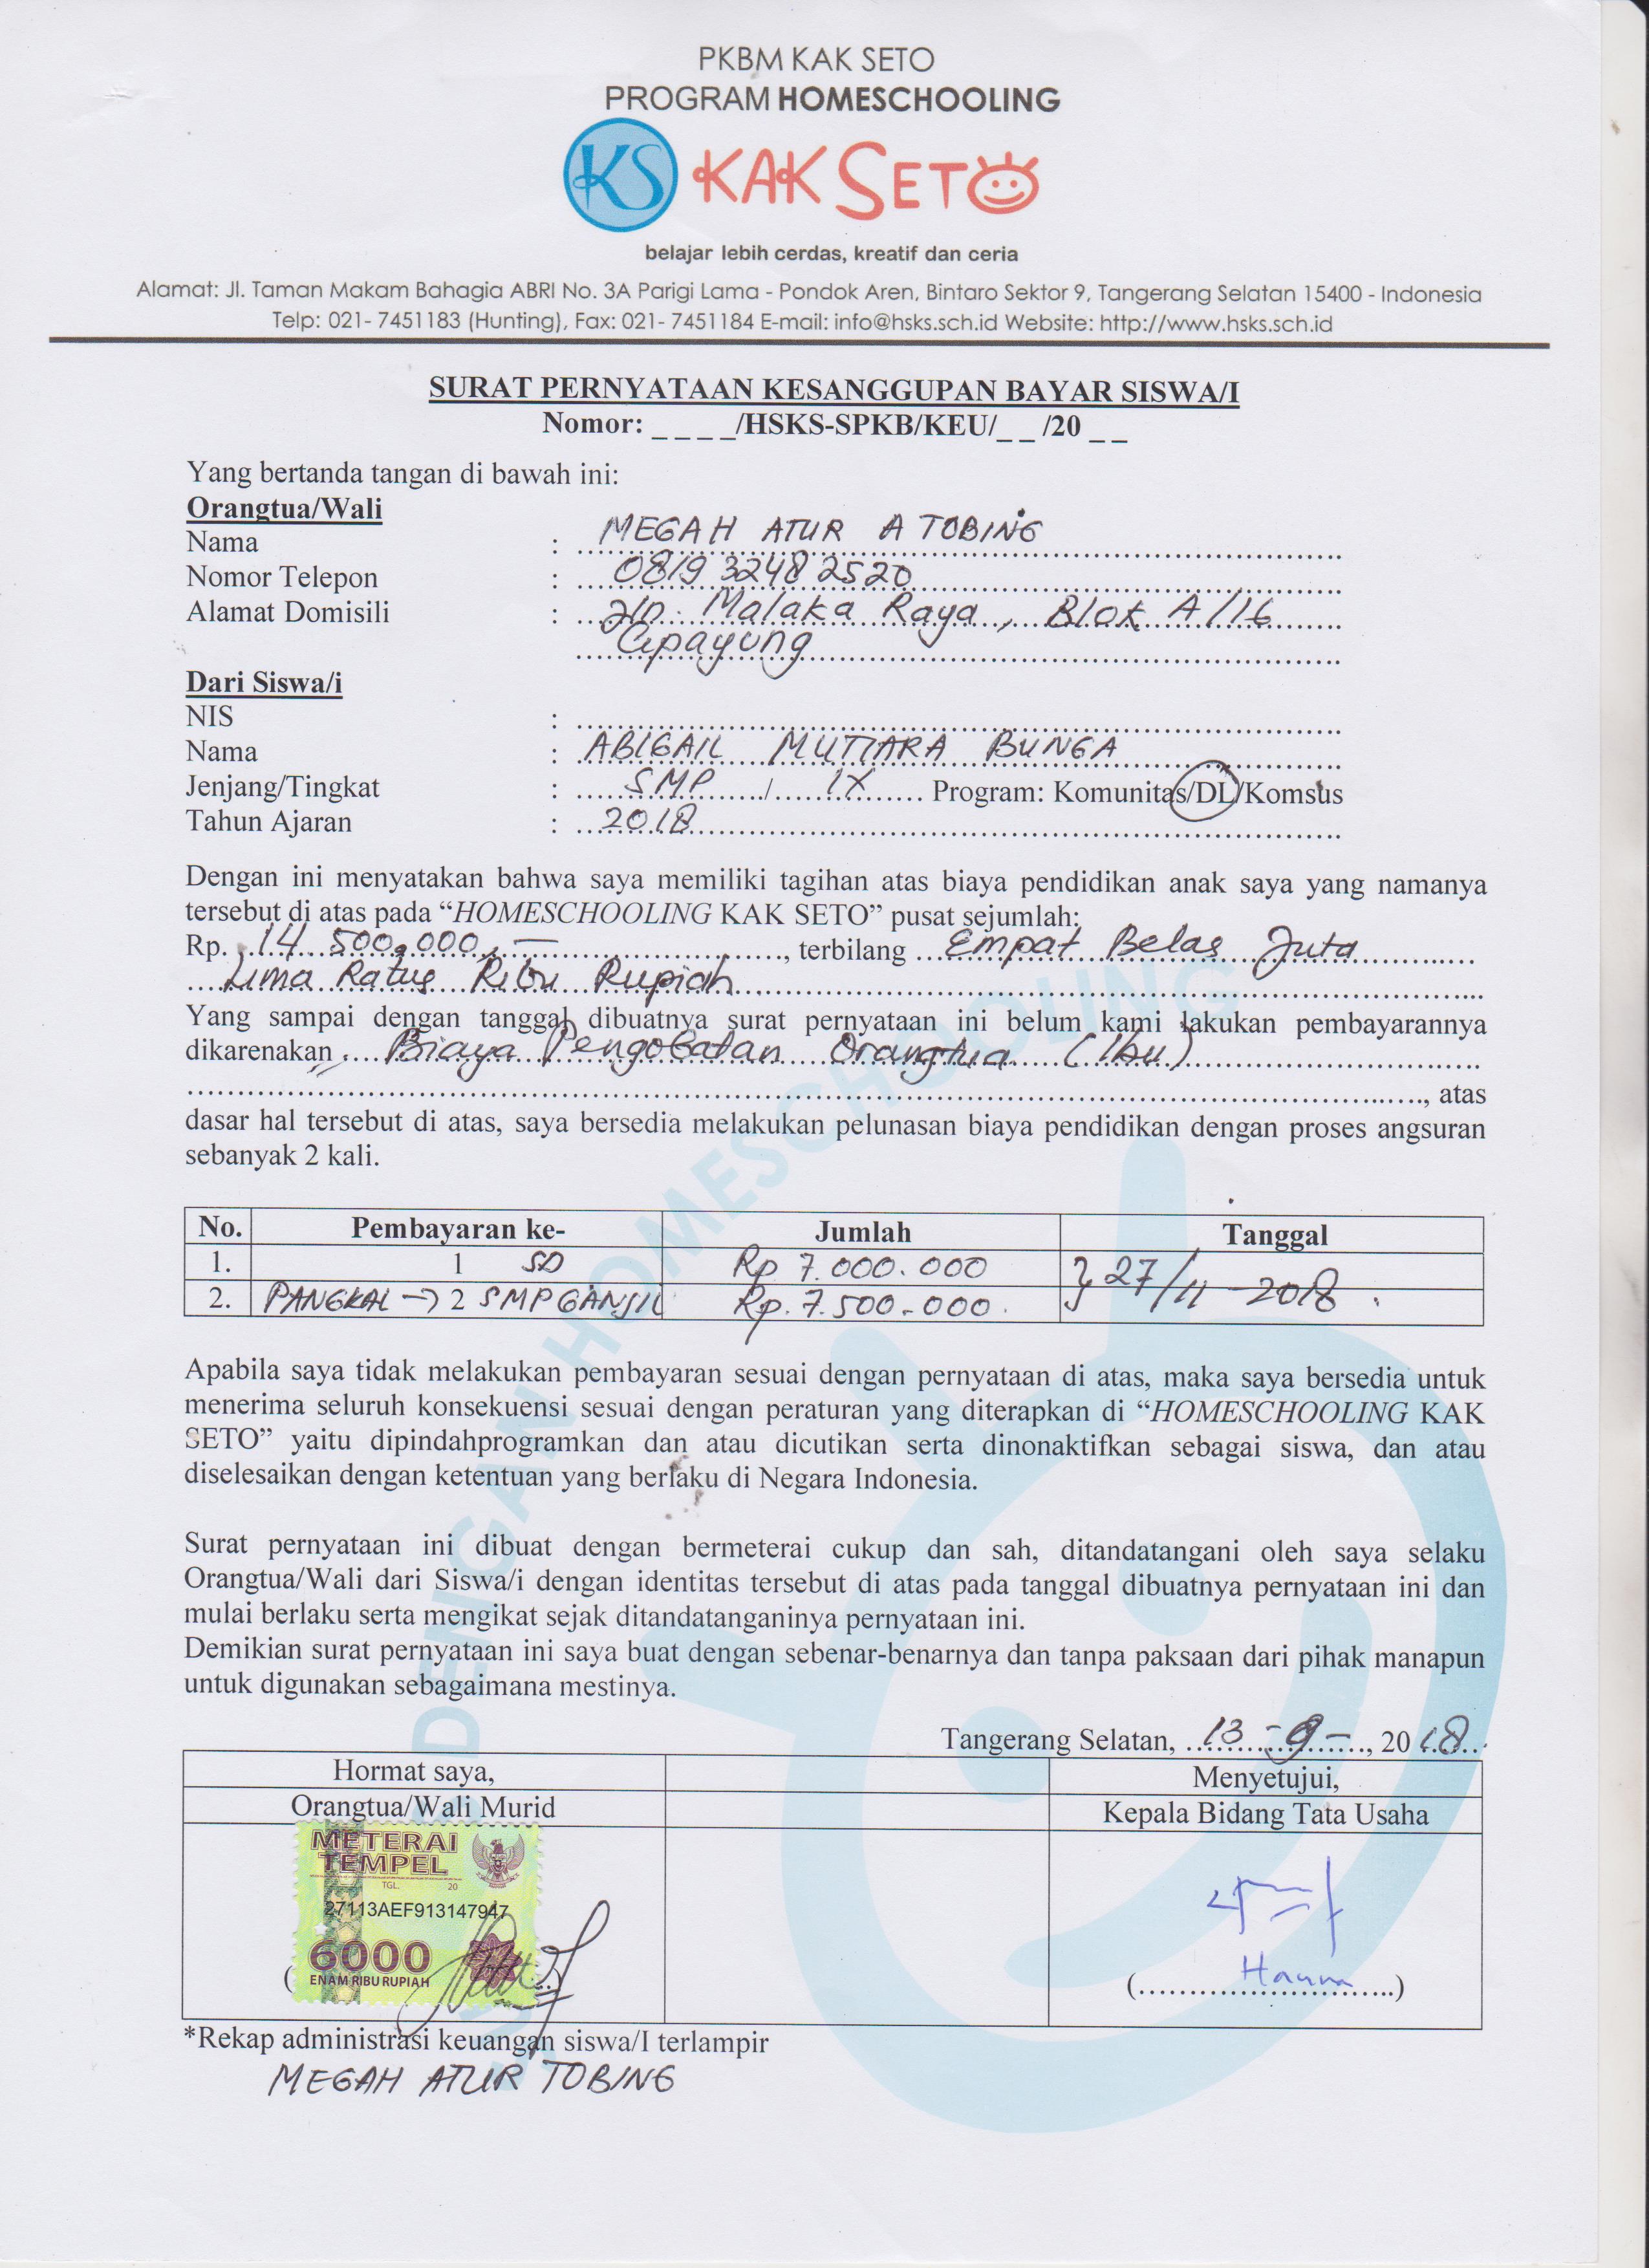 PKBM KAK SETO
PROGRAM HOMESCHOOLING
KS KAK SETO
belajar lebih cerdas, kreatif dan ceria
Alamat: Jl. Taman Makam Bahagia ABRI No. 3A Parigi Lama - Pondok Aren, Bintaro Sektor 9, Tangerang Selatan 15400 - Indonesia
Telp: 021- 7451183 (Hunting), Fax: 021- 7451184 E-mail: info@hsks.sch.id Website: http://www.hsks.sch.id
SURAT PERNYATAAN KESANGGUPAN BAYAR SISWA/I
Nomor: _ _ _ _/HSKS-SPKB/KEU/_ _ /20 _ _
Yang bertanda tangan di bawah ini:
Orangtua/Wali
Nama : MEGAH ATUR A TOBING
Nomor Telepon : 0819 3248 2520
Alamat Domisili : Jln. Malaka Raya, Blok A/16
Cipayung
Dari Siswa/i
NIS :
Nama : ABIGAIL MUTIARA BUNGA
Jenjang/Tingkat : SMP / IX Program: Komunitas/DL/Komsus
Tahun Ajaran : 2018
Dengan ini menyatakan bahwa saya memiliki tagihan atas biaya pendidikan anak saya yang namanya
tersebut di atas pada “HOMESCHOOLING KAK SETO” pusat sejumlah:
Rp. 14.500.000,-, terbilang Empat Belas Juta
Lima Ratus Ribu Rupiah
Yang sampai dengan tanggal dibuatnya surat pernyataan ini belum kami lakukan pembayarannya
dikarenakan Biaya Pengobatan Orangtua (Ibu)
, atas
dasar hal tersebut di atas, saya bersedia melakukan pelunasan biaya pendidikan dengan proses angsuran
sebanyak 2 kali.
No. Pembayaran ke- Jumlah Tanggal
1. 1 SD Rp 7.000.000 } 27/11-2018.
2. PANGKAL → 2 SMP GANJIL Rp. 7.500.000.
Apabila saya tidak melakukan pembayaran sesuai dengan pernyataan di atas, maka saya bersedia untuk
menerima seluruh konsekuensi sesuai dengan peraturan yang diterapkan di “HOMESCHOOLING KAK
SETO” yaitu dipindahprogramkan dan atau dicutikan serta dinonaktifkan sebagai siswa, dan atau
diselesaikan dengan ketentuan yang berlaku di Negara Indonesia.
Surat pernyataan ini dibuat dengan bermeterai cukup dan sah, ditandatangani oleh saya selaku
Orangtua/Wali dari Siswa/i dengan identitas tersebut di atas pada tanggal dibuatnya pernyataan ini dan
mulai berlaku serta mengikat sejak ditandatanganinya pernyataan ini.
Demikian surat pernyataan ini saya buat dengan sebenar-benarnya dan tanpa paksaan dari pihak manapun
untuk digunakan sebagaimana mestinya.
Tangerang Selatan, 13-9-, 2018
Hormat saya, Menyetujui,
Orangtua/Wali Murid Kepala Bidang Tata Usaha
METERAI
TEMPEL
TGL. 20
27113AEF913147947
6000
ENAM RIBU RUPIAH
(Hanum)
*Rekap administrasi keuangan siswa/I terlampir
MEGAH ATUR TOBING
DENGAN HOMESCHOOLING